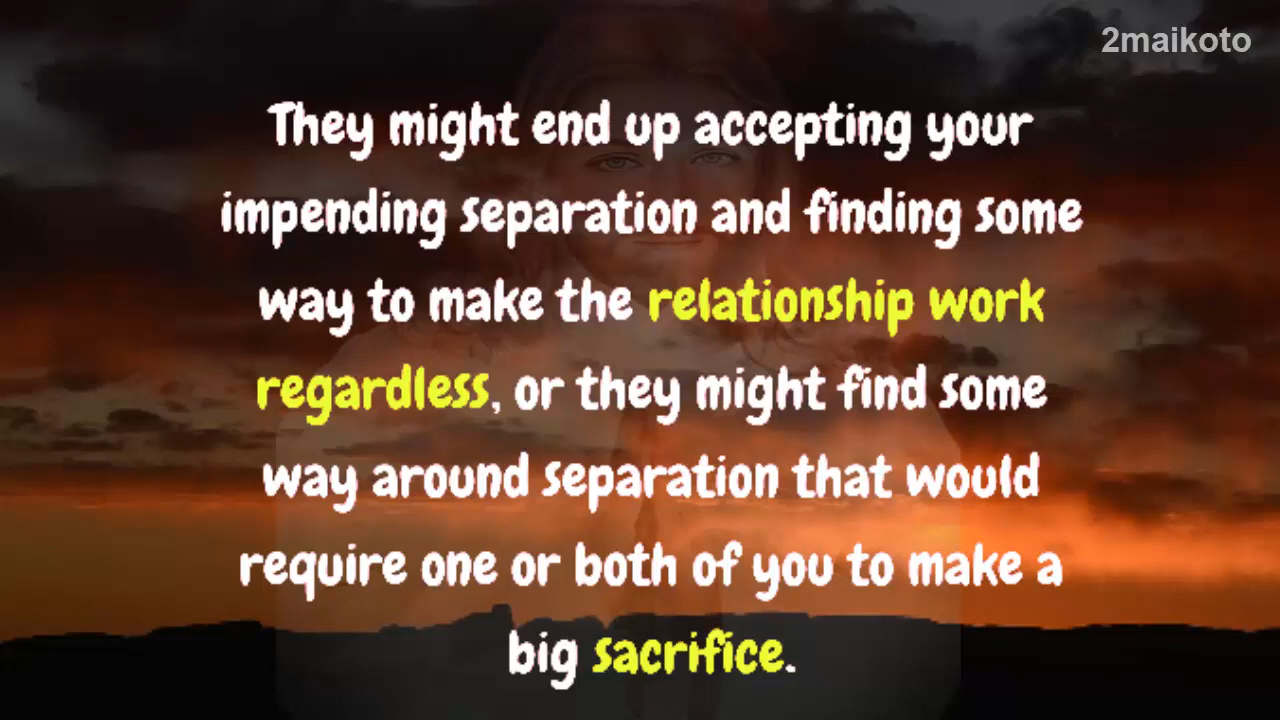 2maikoto
They might end up accepting your
impending separation and finding some
way to make the relationship work
regardless, or they might find some
way around separation that would
require one or both of you to make a
big sacrifice.